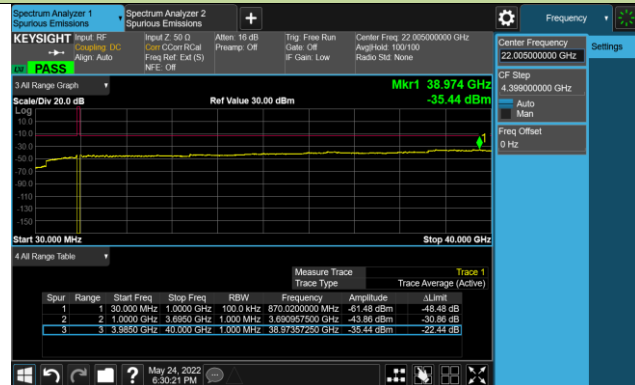 Spectrum Analyzer 1
Spurious Emissions
Spectrum Analyzer 2
Spurious Emissions
Frequency
KEYSIGHT
Input: RF
Coupling: DC
Align: Auto
Input Z: 50 Ω
Corr CCorr RCal
Freq Ref: Ext (S)
NFE: Off
Atten: 16 dB
Preamp: Off
Trig: Free Run
Gate: Off
IF Gain: Low
Center Freq: 22.005000000 GHz
Avg|Hold: 100/100
Radio Std: None
PASS
Center Frequency
22.005000000 GHz
Settings
CF Step
4.399000000 GHz
Auto
Man
Freq Offset
0 Hz
3 All Range Graph
Mkr1 38.974 GHz
Scale/Div 20.0 dB
Ref Value 30.00 dBm
-35.44 dBm
Log
10.0
-10.0
-30.0
-50.0
-70.0
-90.0
-110
-130
-150
1
Start 30.000 MHz
Stop 40.000 GHz
4 All Range Table
Measure Trace Trace 1
Trace Type Trace Average (Active)
Spur Range Start Freq Stop Freq RBW Frequency Amplitude ΔLimit
1 1 30.000 MHz 1.0000 GHz 100.0 kHz 870.0200000 MHz -61.48 dBm -48.48 dB
2 2 1.0000 GHz 3.6950 GHz 1.000 MHz 3.690957500 GHz -43.86 dBm -30.86 dB
3 3 3.9850 GHz 40.000 GHz 1.000 MHz 38.97357250 GHz -35.44 dBm -22.44 dB
May 24, 2022
6:30:21 PM